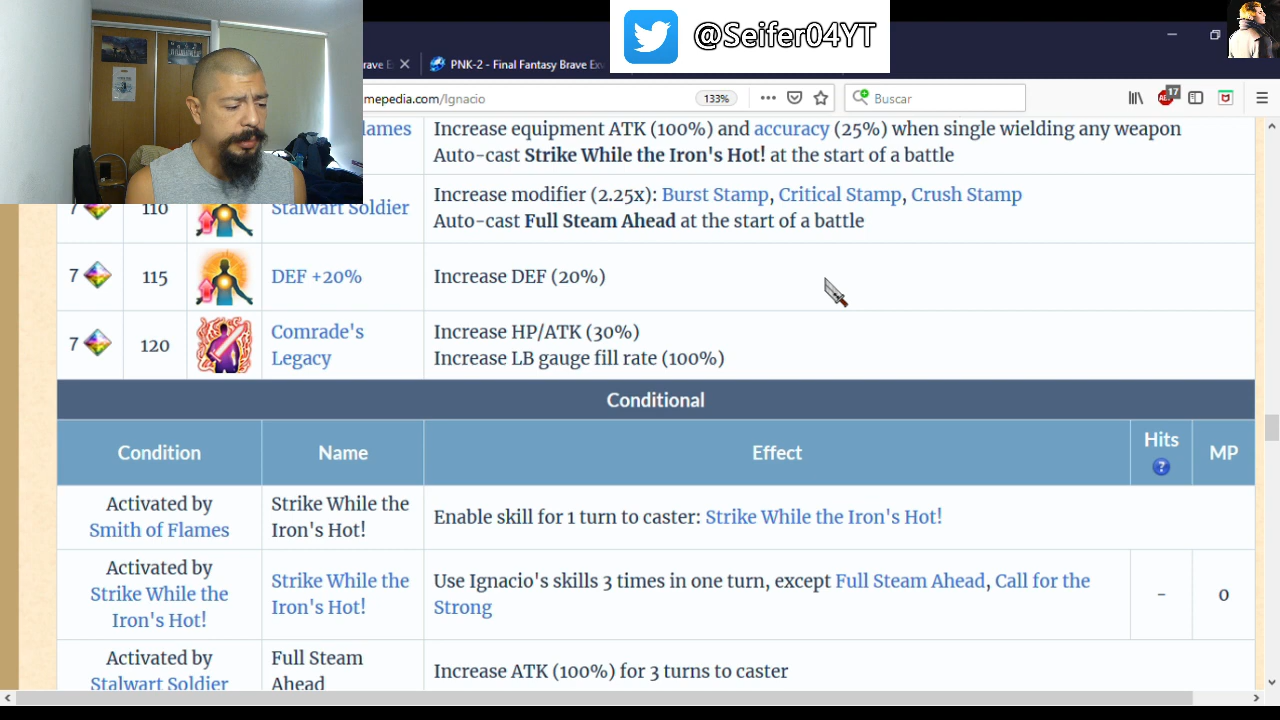 @Seifer04YT
rave E
PNK-2 - Final Fantasy Brave Ex
mepedia.com/Ignacio
133%
Buscar
17
lames
Increase equipment ATK (100%) and accuracy (25%) when single wielding any weapon
Auto-cast Strike While the Iron's Hot! at the start of a battle
7
110
Stalwart Soldier
Increase modifier (2.25x): Burst Stamp, Critical Stamp, Crush Stamp
Auto-cast Full Steam Ahead at the start of a battle
7
115
DEF +20%
Increase DEF (20%)
7
120
Comrade's
Legacy
Increase HP/ATK (30%)
Increase LB gauge fill rate (100%)
Conditional
Condition
Name
Effect
Hits
?
MP
Activated by
Smith of Flames
Strike While the
Iron's Hot!
Enable skill for 1 turn to caster: Strike While the Iron's Hot!
Activated by
Strike While the
Iron's Hot!
Strike While the
Iron's Hot!
Use Ignacio's skills 3 times in one turn, except Full Steam Ahead, Call for the
Strong
-
0
Activated by
Stalwart Soldier
Full Steam
Ahead
Increase ATK (100%) for 3 turns to caster